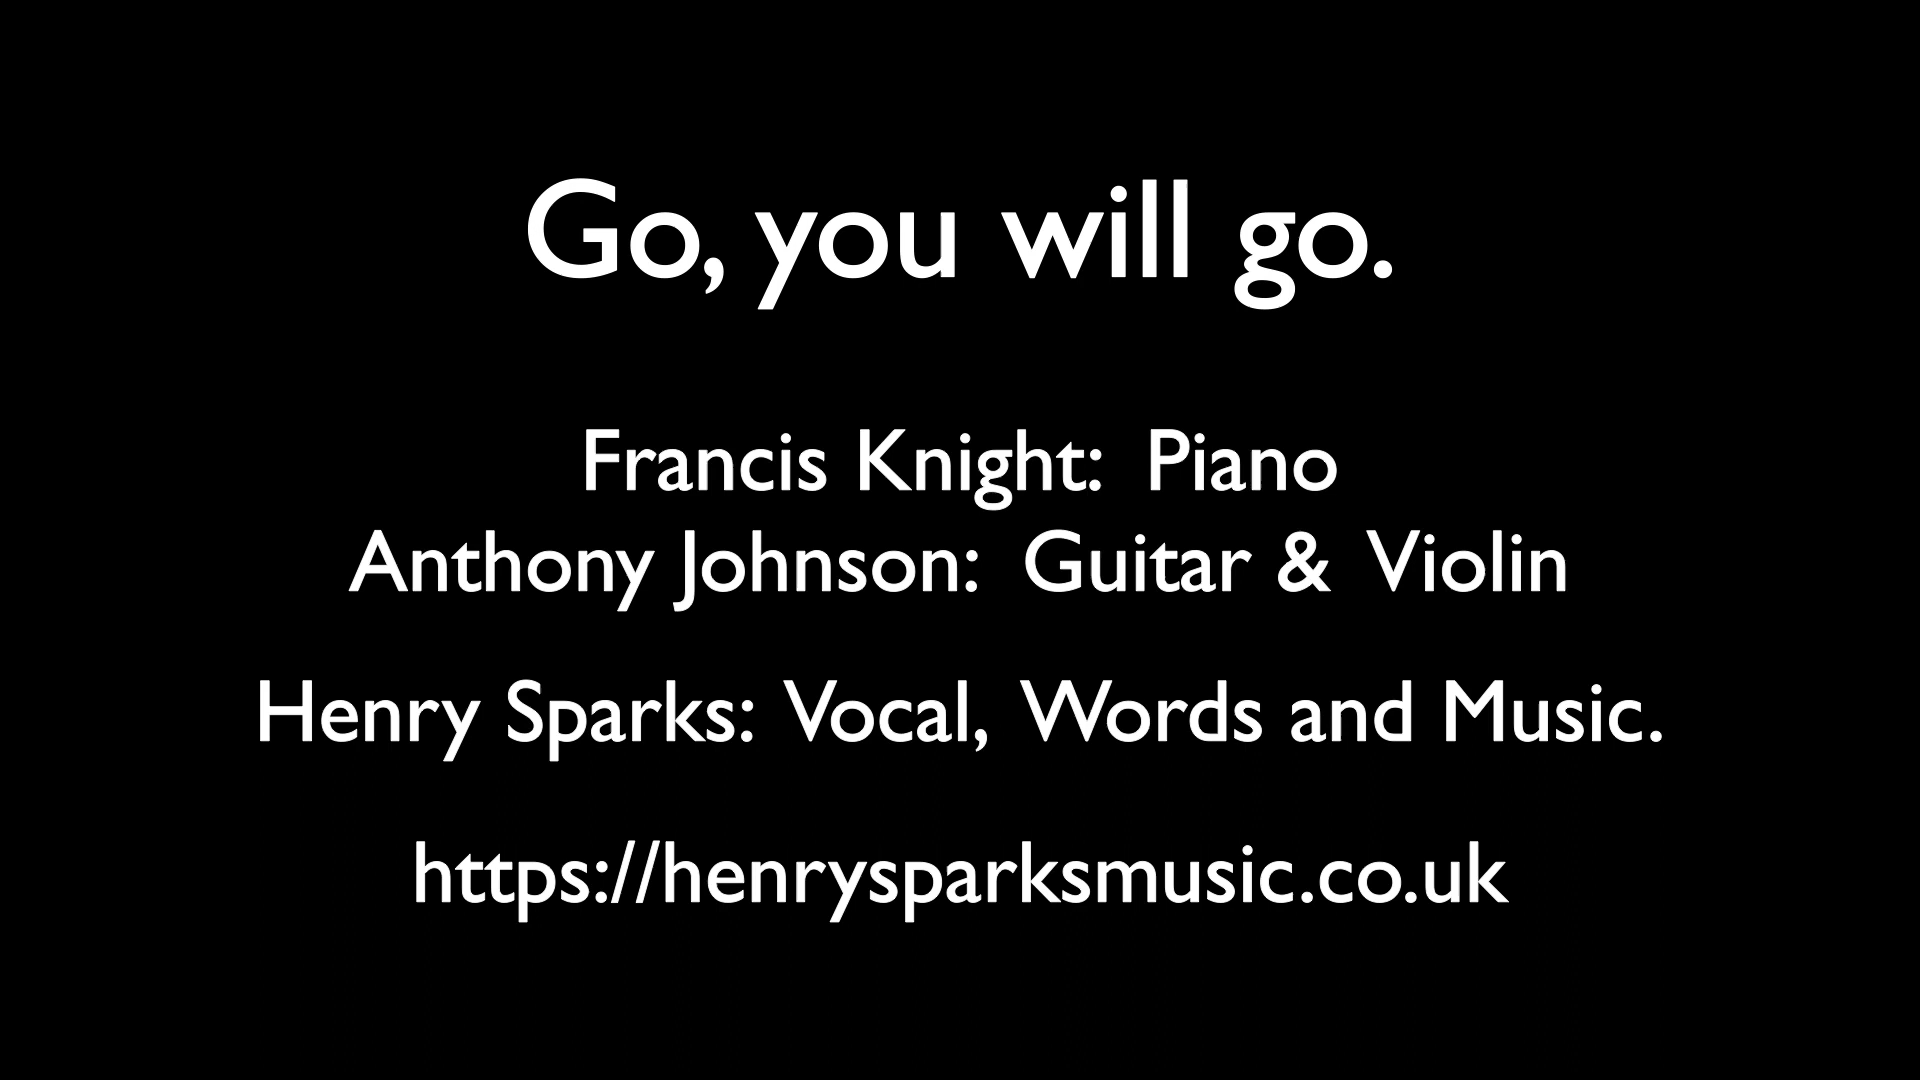 Go, you will go.
Francis Knight: Piano
Anthony Johnson: Guitar & Violin
Henry Sparks: Vocal, Words and Music.
https://henrysparksmusic.co.uk